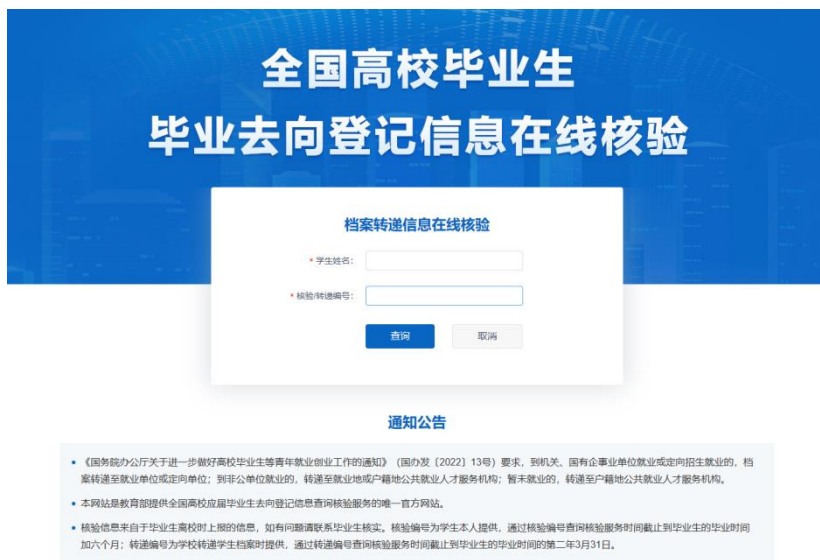 全国高校毕业生
毕业去向登记信息在线核验
档案转递信息在线核验
* 学生姓名:
* 核验/转递编号:
查询 取消
通知公告
• 《国务院办公厅关于进一步做好高校毕业生等青年就业创业工作的通知》（国办发〔2022〕13号）要求，到机关、国有企事业单位就业或定向招生就业的，档
案转递至就业单位或定向单位；到非公单位就业的，转递至就业地或户籍地公共就业人才服务机构；暂未就业的，转递至户籍地公共就业人才服务机构。
• 本网站是教育部提供全国高校应届毕业生去向登记信息查询核验服务的唯一官方网站。
• 核验信息来自于毕业生离校时上报的信息，如有问题请联系毕业生核实。核验编号为学生本人提供，通过核验编号查询核验服务时间截止到毕业生的毕业时间
加六个月；转递编号为学校转递学生档案时提供，通过转递编号查询核验服务时间截止到毕业生的毕业时间的第二年3月31日。